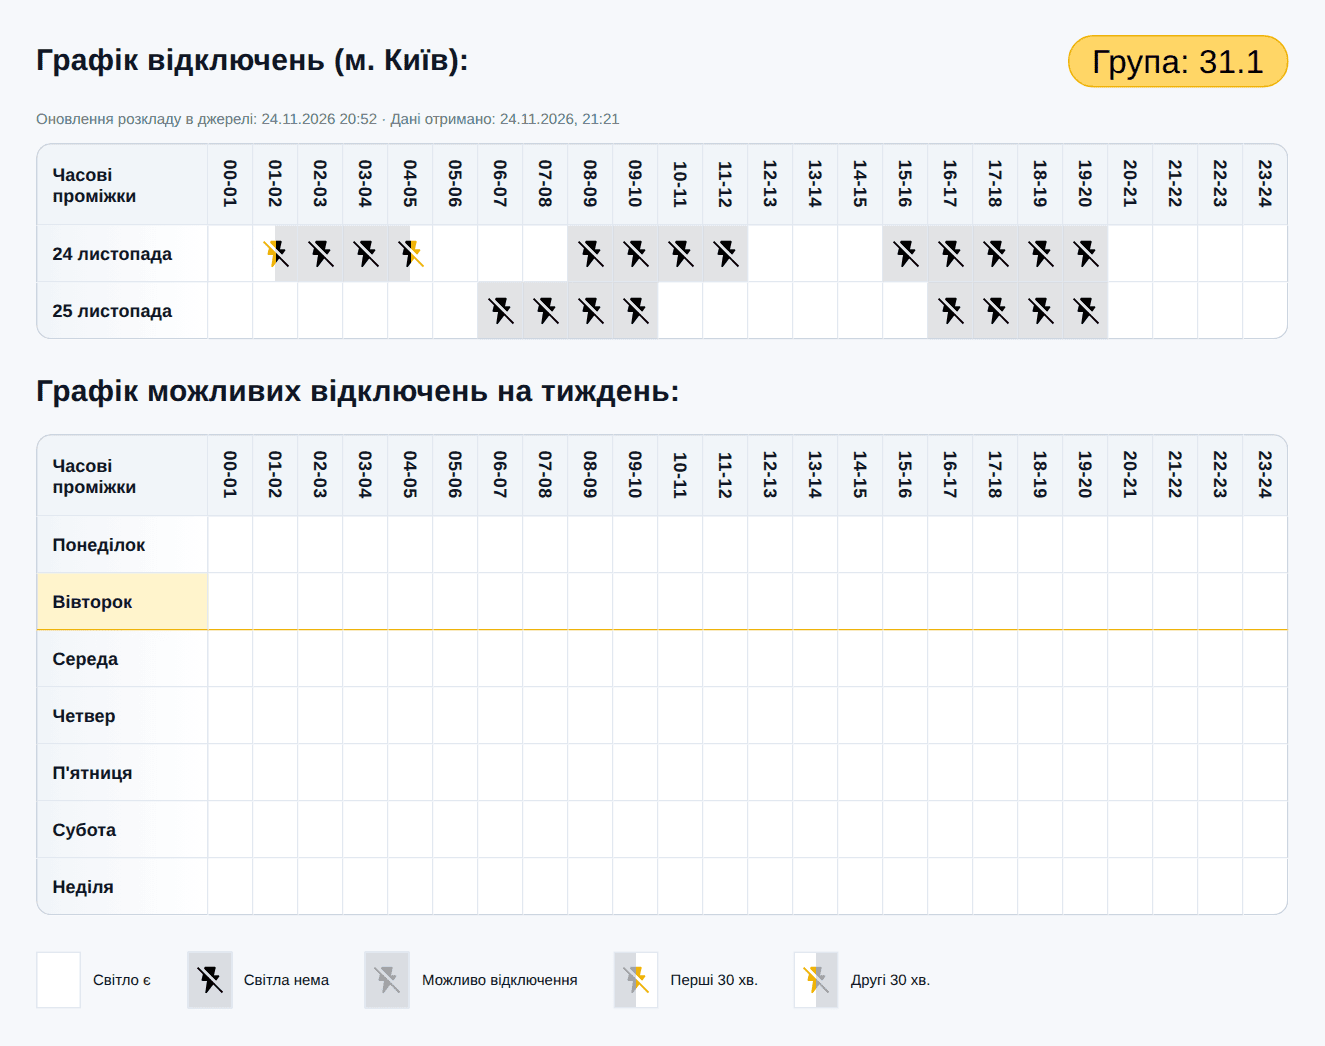 Графік відключень (м. Київ):
Група: 31.1
Оновлення розкладу в джерелі: 24.11.2026 20:52 · Дані отримано: 24.11.2026, 21:21
Часові
проміжки
00-01
01-02
02-03
03-04
04-05
05-06
06-07
07-08
08-09
09-10
10-11
11-12
12-13
13-14
14-15
15-16
16-17
17-18
18-19
19-20
20-21
21-22
22-23
23-24
24 листопада
25 листопада
Графік можливих відключень на тиждень:
Часові
проміжки
00-01
01-02
02-03
03-04
04-05
05-06
06-07
07-08
08-09
09-10
10-11
11-12
12-13
13-14
14-15
15-16
16-17
17-18
18-19
19-20
20-21
21-22
22-23
23-24
Понеділок
Вівторок
Середа
Четвер
П'ятниця
Субота
Неділя
Світло є
Світла нема
Можливо відключення
Перші 30 хв.
Другі 30 хв.